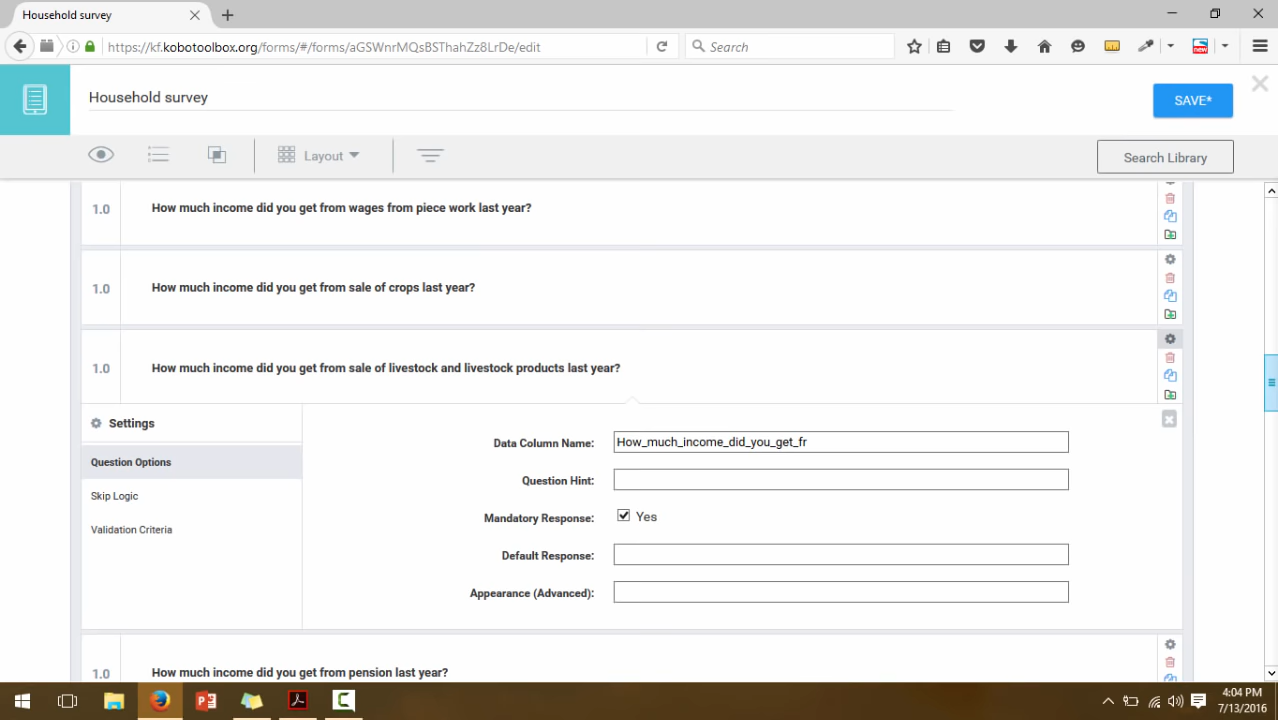 Household survey
https://kf.kobotoolbox.org/forms/#/forms/aGSWnrMQsBSThahZz8LrDe/edit
Search
new
Household survey
SAVE*
Layout
Search Library
1.0 How much income did you get from wages from piece work last year?
1.0 How much income did you get from sale of crops last year?
1.0 How much income did you get from sale of livestock and livestock products last year?
Settings
Question Options
Skip Logic
Validation Criteria
Data Column Name: How_much_income_did_you_get_fr
Question Hint:
Mandatory Response: Yes
Default Response:
Appearance (Advanced):
1.0 How much income did you get from pension last year?
4:04 PM
7/13/2016